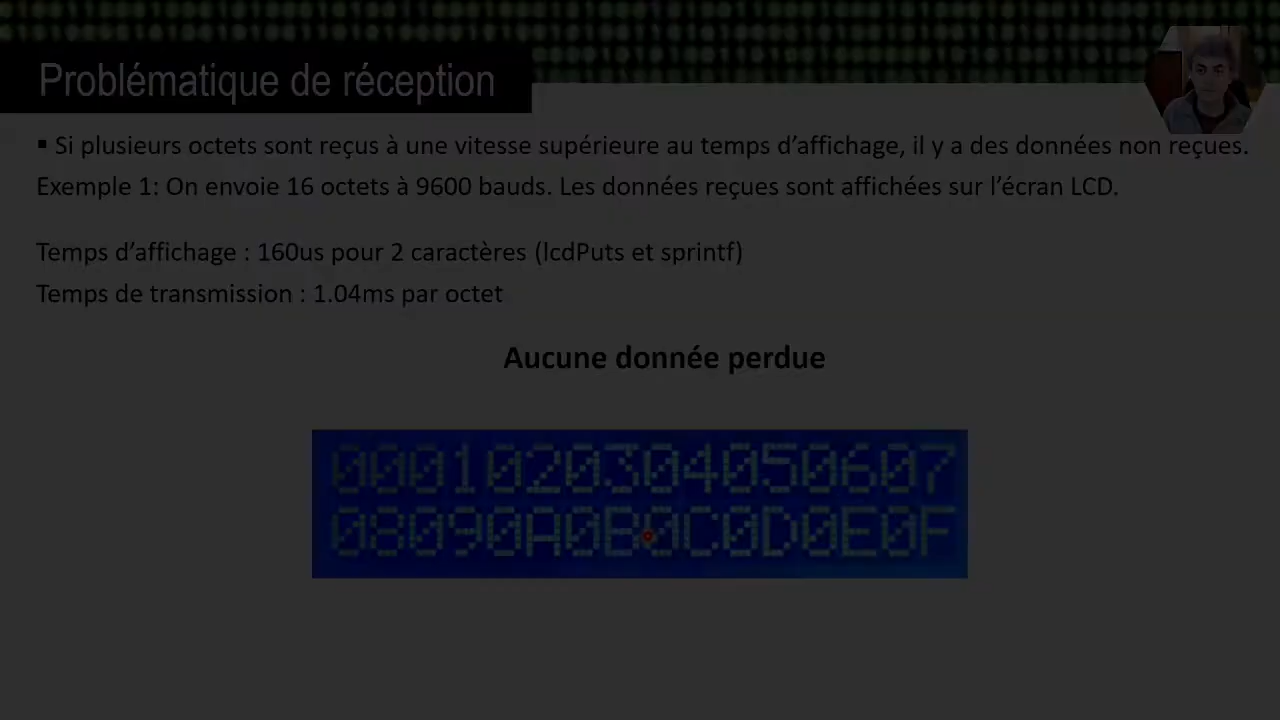 Problématique de réception
▪ Si plusieurs octets sont reçus à une vitesse supérieure au temps d’affichage, il y a des données non reçues.
Exemple 1: On envoie 16 octets à 9600 bauds. Les données reçues sont affichées sur l’écran LCD.
Temps d’affichage : 160us pour 2 caractères (lcdPuts et sprintf)
Temps de transmission : 1.04ms par octet
Aucune donnée perdue
0001020304050607
08090A0B0C0D0E0F